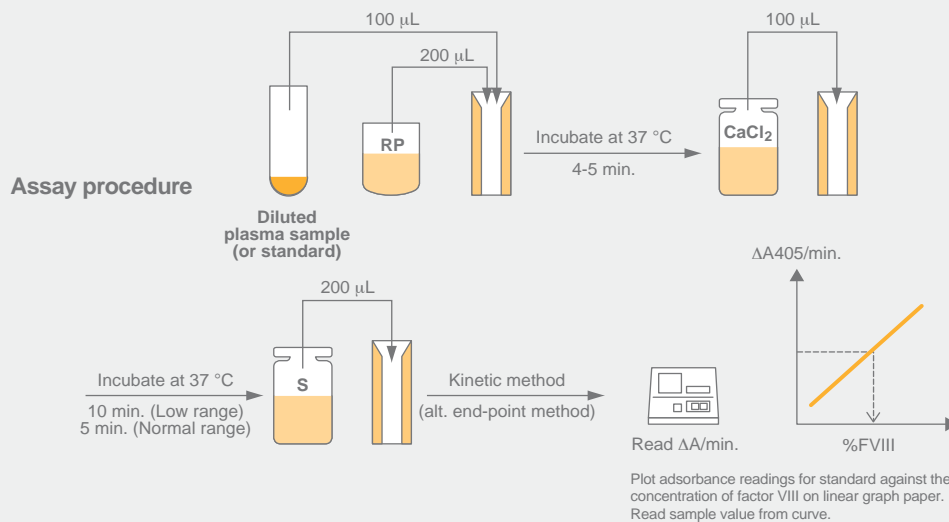 100 μL
200 μL
RP
CaCl₂
Incubate at 37 °C
4-5 min.
Assay procedure
Diluted
plasma sample
(or standard)
ΔA405/min.
200 μL
100 μL
S
Incubate at 37 °C
10 min. (Low range)
5 min. (Normal range)
Kinetic method
(alt. end-point method)
Read ΔA/min.
%FVIII
Plot adsorbance readings for standard against the
concentration of factor VIII on linear graph paper.
Read sample value from curve.